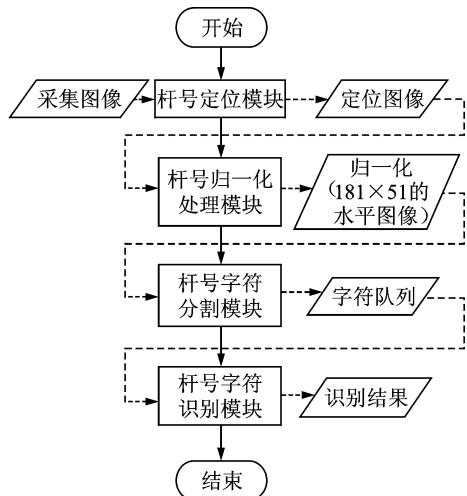 开始
采集图像
杆号定位模块
定位图像
杆号归一化
处理模块
归一化
(181×51的
水平图像)
杆号字符
分割模块
字符队列
杆号字符
识别模块
识别结果
结束